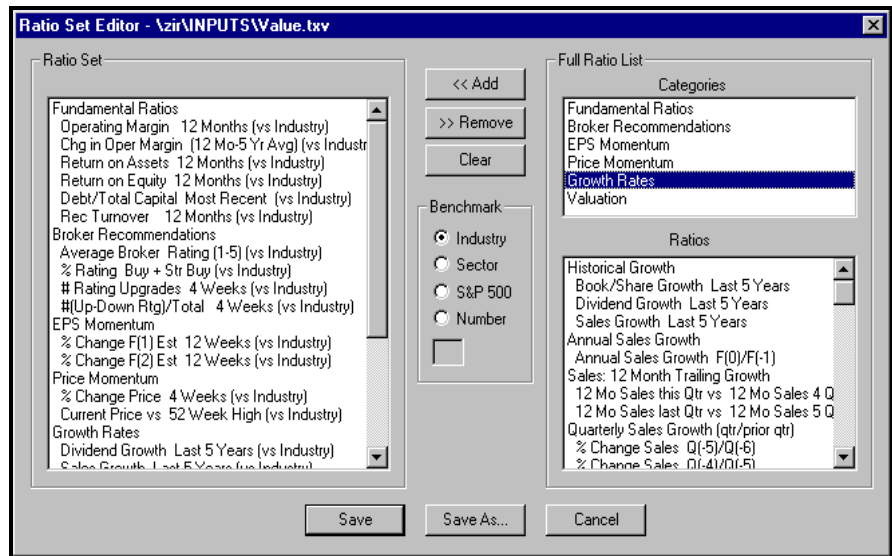 Ratio Set Editor - \zir\INPUTS\Value.txv
Ratio Set
Fundamental Ratios
Operating Margin 12 Months (vs Industry)
Chg in Oper Margin (12 Mo-5 Yr Avg) (vs Industr
Return on Assets 12 Months (vs Industry)
Return on Equity 12 Months (vs Industry)
Debt/Total Capital Most Recent (vs Industry)
Rec Turnover 12 Months (vs Industry)
Broker Recommendations
Average Broker Rating (1-5) (vs Industry)
% Rating Buy + Str Buy (vs Industry)
# Rating Upgrades 4 Weeks (vs Industry)
#(Up-Down Rtg)/Total 4 Weeks (vs Industry)
EPS Momentum
% Change F(1) Est 12 Weeks (vs Industry)
% Change F(2) Est 12 Weeks (vs Industry)
Price Momentum
% Change Price 4 Weeks (vs Industry)
Current Price vs 52 Week High (vs Industry)
Growth Rates
Dividend Growth Last 5 Years (vs Industry)
Sales Growth Last 5 Years (vs Industry)
<< Add
>> Remove
Clear
Benchmark
Industry
Sector
S&P 500
Number
Full Ratio List
Categories
Fundamental Ratios
Broker Recommendations
EPS Momentum
Price Momentum
Growth Rates
Valuation
Ratios
Historical Growth
Book/Share Growth Last 5 Years
Dividend Growth Last 5 Years
Sales Growth Last 5 Years
Annual Sales Growth
Annual Sales Growth F(0)/F(-1)
Sales: 12 Month Trailing Growth
12 Mo Sales this Qtr vs 12 Mo Sales 4 Q
12 Mo Sales last Qtr vs 12 Mo Sales 5 Q
Quarterly Sales Growth (qtr/prior qtr)
% Change Sales Q(-5)/Q(-6)
% Change Sales Q(-4)/Q(-5)
Save
Save As...
Cancel